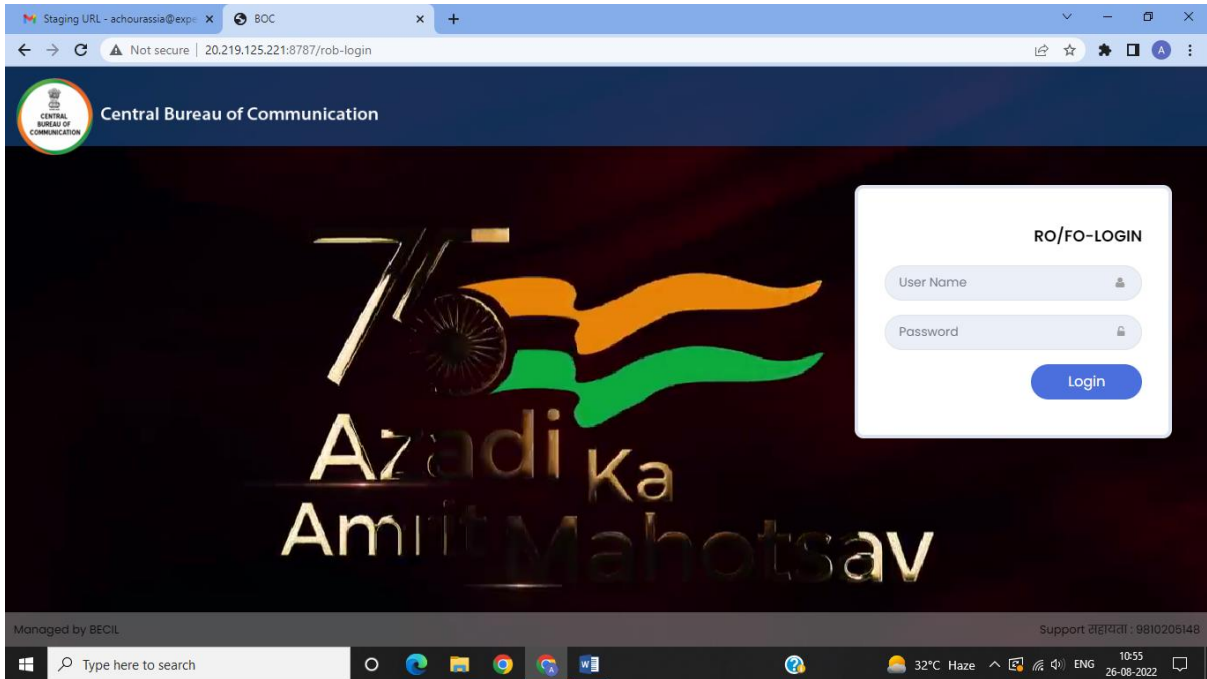 Staging URL - achourassia@expe
BOC
Not secure | 20.219.125.221:8787/rob-login
A
CENTRAL
BUREAU OF
COMMUNICATION
Central Bureau of Communication
75
Azadi Ka
Amrit Mahotsav
RO/FO-LOGIN
User Name
Password
Login
Managed by BECIL
Support सहायता : 9810205148
Type here to search
32°C Haze
ENG
10:55
26-08-2022